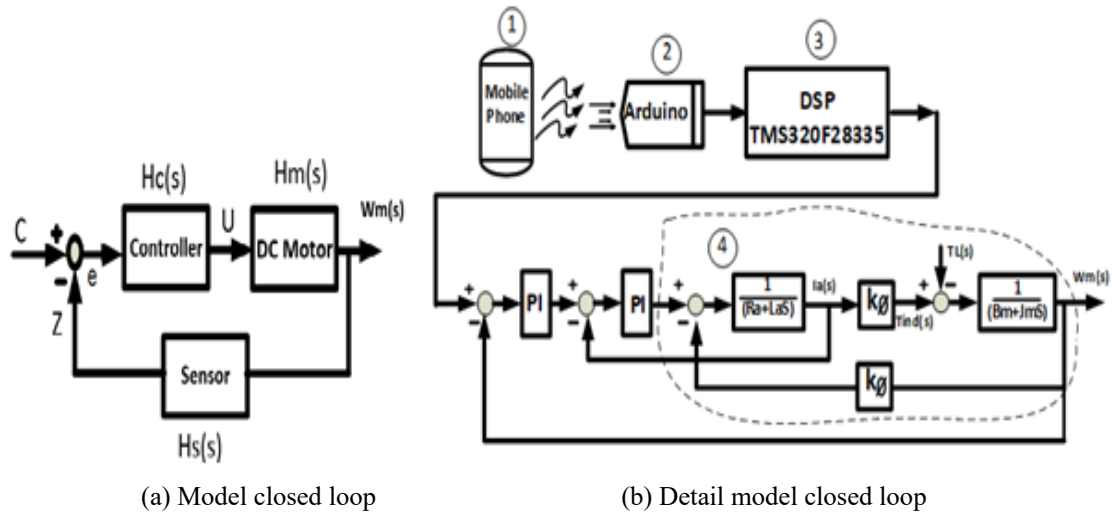 Hc(s)
Hm(s)
Wm(s)
C
+
Controller
U
DC Motor
−
e
Z
Sensor
Hs(s)
(a) Model closed loop
1
2
3
Mobile
Phone
Arduino
DSP
TMS320F28335
4
TL(s)
Wm(s)
+
−
PI
+
−
PI
+
−
1
(Ra+LaS)
Ia(s)
kø
Tind(s)
+
−
1
(Bm+JmS)
kø
(b) Detail model closed loop